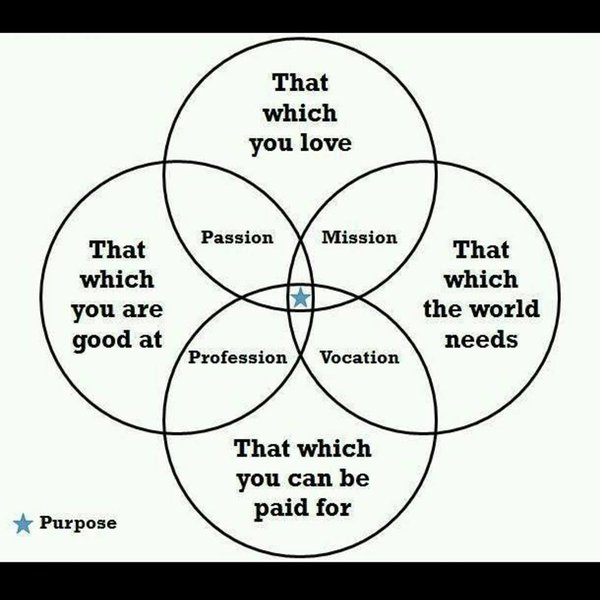 That
which
you love
Passion
Mission
That
which
you are
good at
That
which
the world
needs
Profession
Vocation
That which
you can be
paid for
Purpose